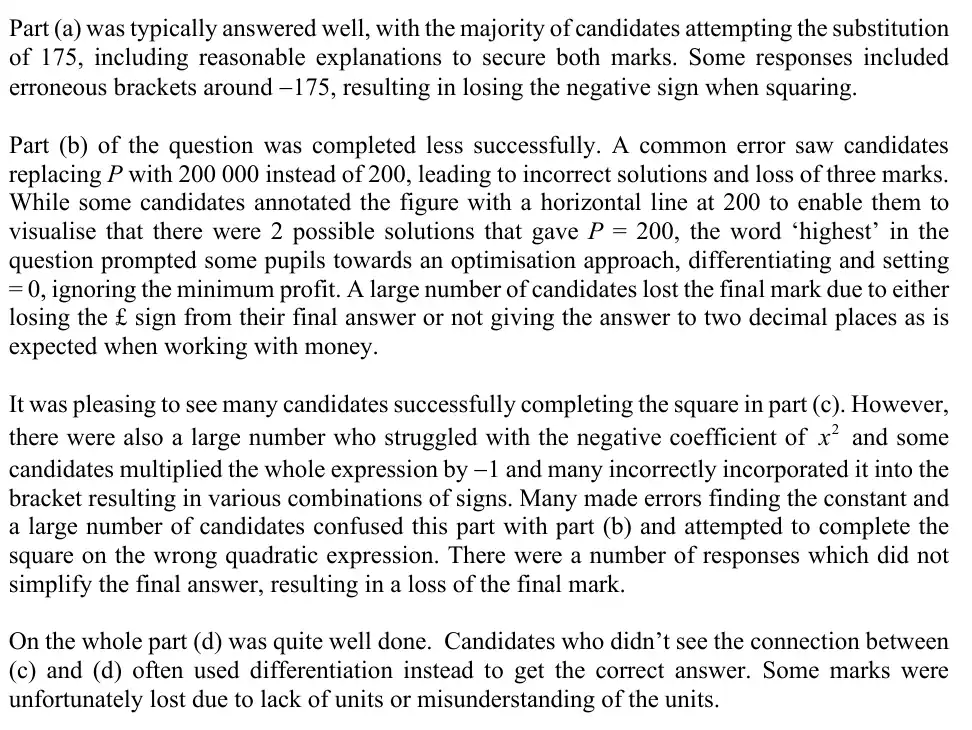 Part (a) was typically answered well, with the majority of candidates attempting the substitution
of 175, including reasonable explanations to secure both marks. Some responses included
erroneous brackets around –175, resulting in losing the negative sign when squaring.
Part (b) of the question was completed less successfully. A common error saw candidates
replacing P with 200 000 instead of 200, leading to incorrect solutions and loss of three marks.
While some candidates annotated the figure with a horizontal line at 200 to enable them to
visualise that there were 2 possible solutions that gave P = 200, the word ‘highest’ in the
question prompted some pupils towards an optimisation approach, differentiating and setting
= 0, ignoring the minimum profit. A large number of candidates lost the final mark due to either
losing the £ sign from their final answer or not giving the answer to two decimal places as is
expected when working with money.
It was pleasing to see many candidates successfully completing the square in part (c). However,
there were also a large number who struggled with the negative coefficient of x² and some
candidates multiplied the whole expression by –1 and many incorrectly incorporated it into the
bracket resulting in various combinations of signs. Many made errors finding the constant and
a large number of candidates confused this part with part (b) and attempted to complete the
square on the wrong quadratic expression. There were a number of responses which did not
simplify the final answer, resulting in a loss of the final mark.
On the whole part (d) was quite well done. Candidates who didn’t see the connection between
(c) and (d) often used differentiation instead to get the correct answer. Some marks were
unfortunately lost due to lack of units or misunderstanding of the units.